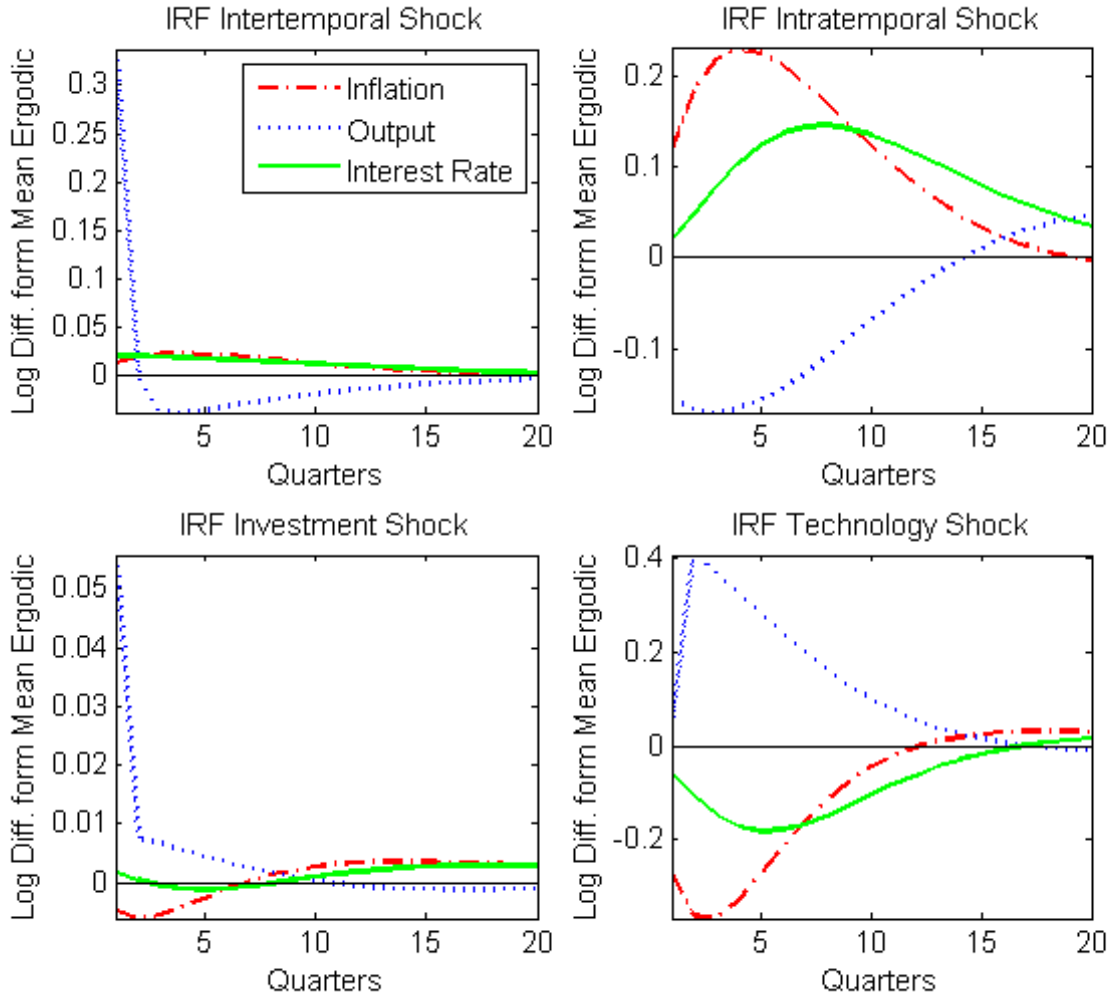 IRF Intertemporal Shock
Log Diff. form Mean Ergodic
0.3
0.25
0.2
0.15
0.1
0.05
0
5
10
15
20
Quarters
Inflation
Output
Interest Rate
IRF Intratemporal Shock
Log Diff. form Mean Ergodic
0.2
0.1
0
-0.1
5
10
15
20
Quarters
IRF Investment Shock
Log Diff. form Mean Ergodic
0.05
0.04
0.03
0.02
0.01
0
5
10
15
20
Quarters
IRF Technology Shock
Log Diff. form Mean Ergodic
0.4
0.2
0
-0.2
5
10
15
20
Quarters